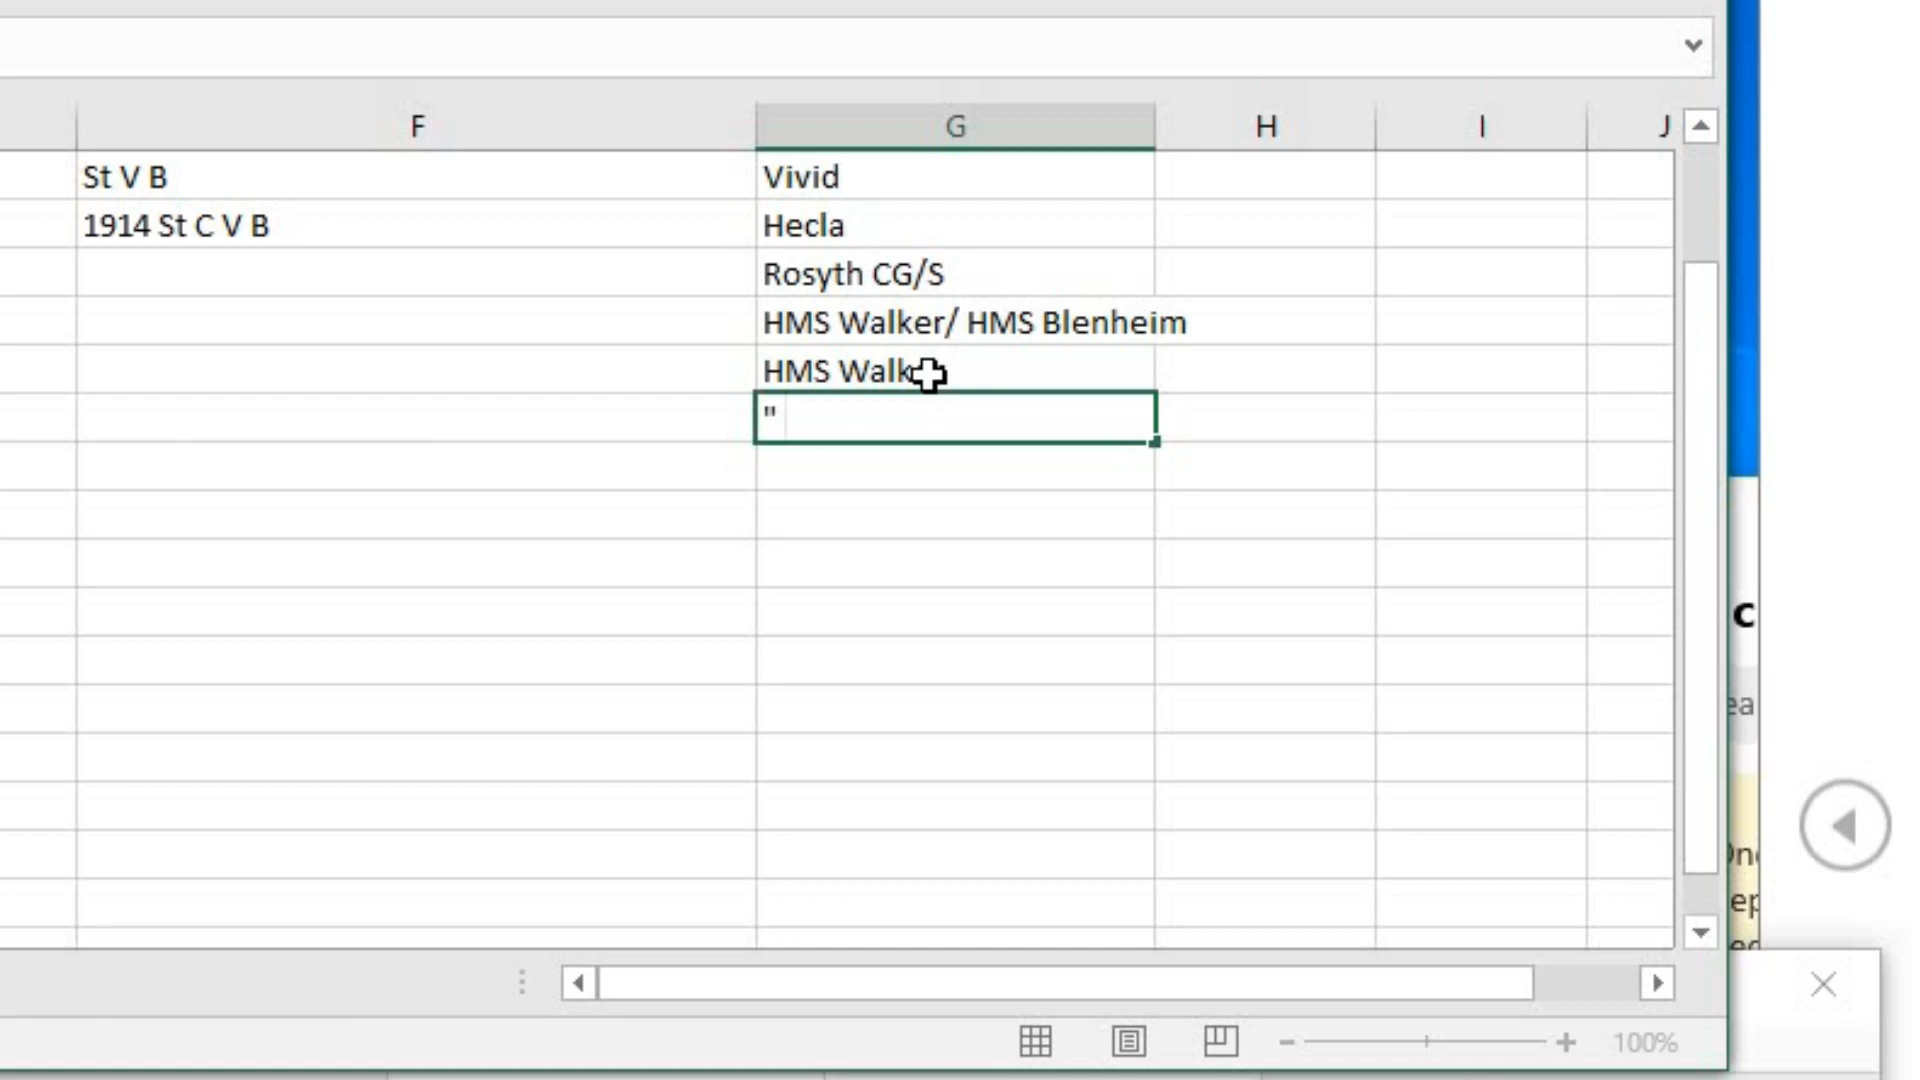 F G H I J
St V B Vivid
1914 St C V B Hecla
Rosyth CG/S
HMS Walker/ HMS Blenheim
HMS Walk
"
c
100%